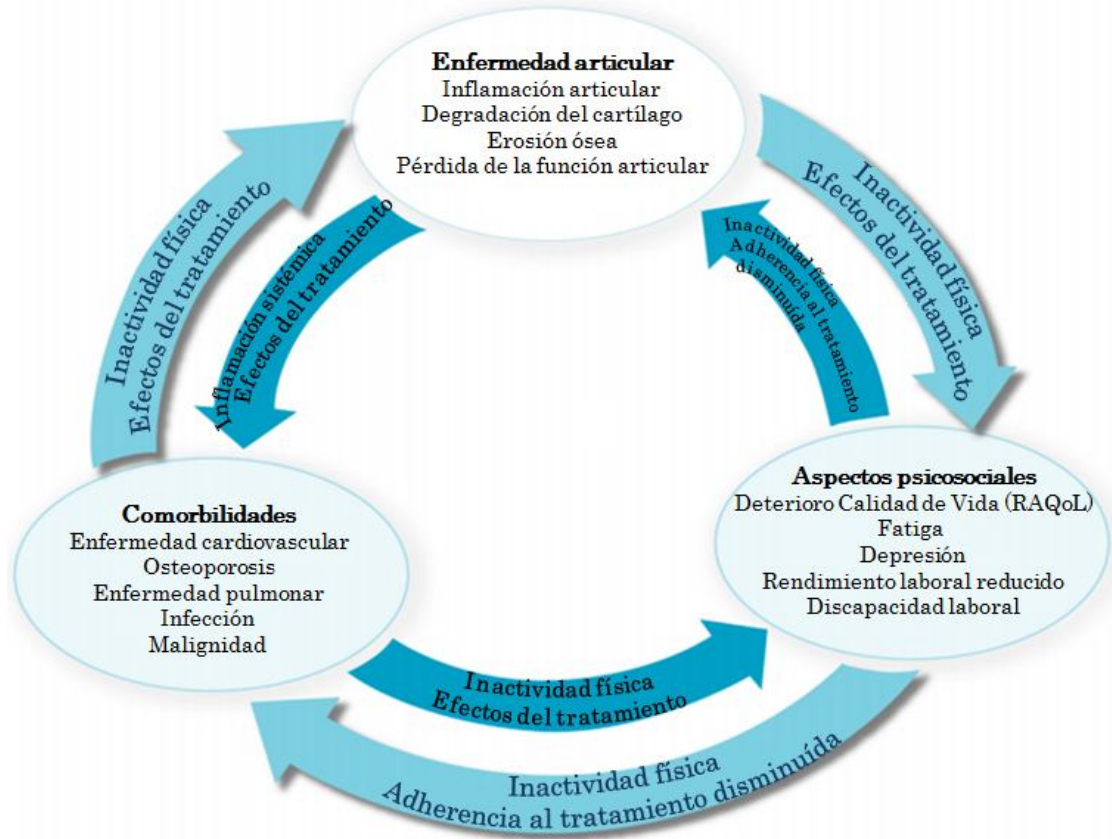 Enfermedad articular
Inflamación articular
Degradación del cartílago
Erosión ósea
Pérdida de la función articular
Inactividad física
Efectos del tratamiento
Inflamación sistémica
Efectos del tratamiento
Inactividad física
Adherencia al tratamiento
disminuída
Inactividad física
Efectos del tratamiento
Comorbilidades
Enfermedad cardiovascular
Osteoporosis
Enfermedad pulmonar
Infección
Malignidad
Aspectos psicosociales
Deterioro Calidad de Vida (RAQoL)
Fatiga
Depresión
Rendimiento laboral reducido
Discapacidad laboral
Inactividad física
Efectos del tratamiento
Inactividad física
Adherencia al tratamiento disminuída